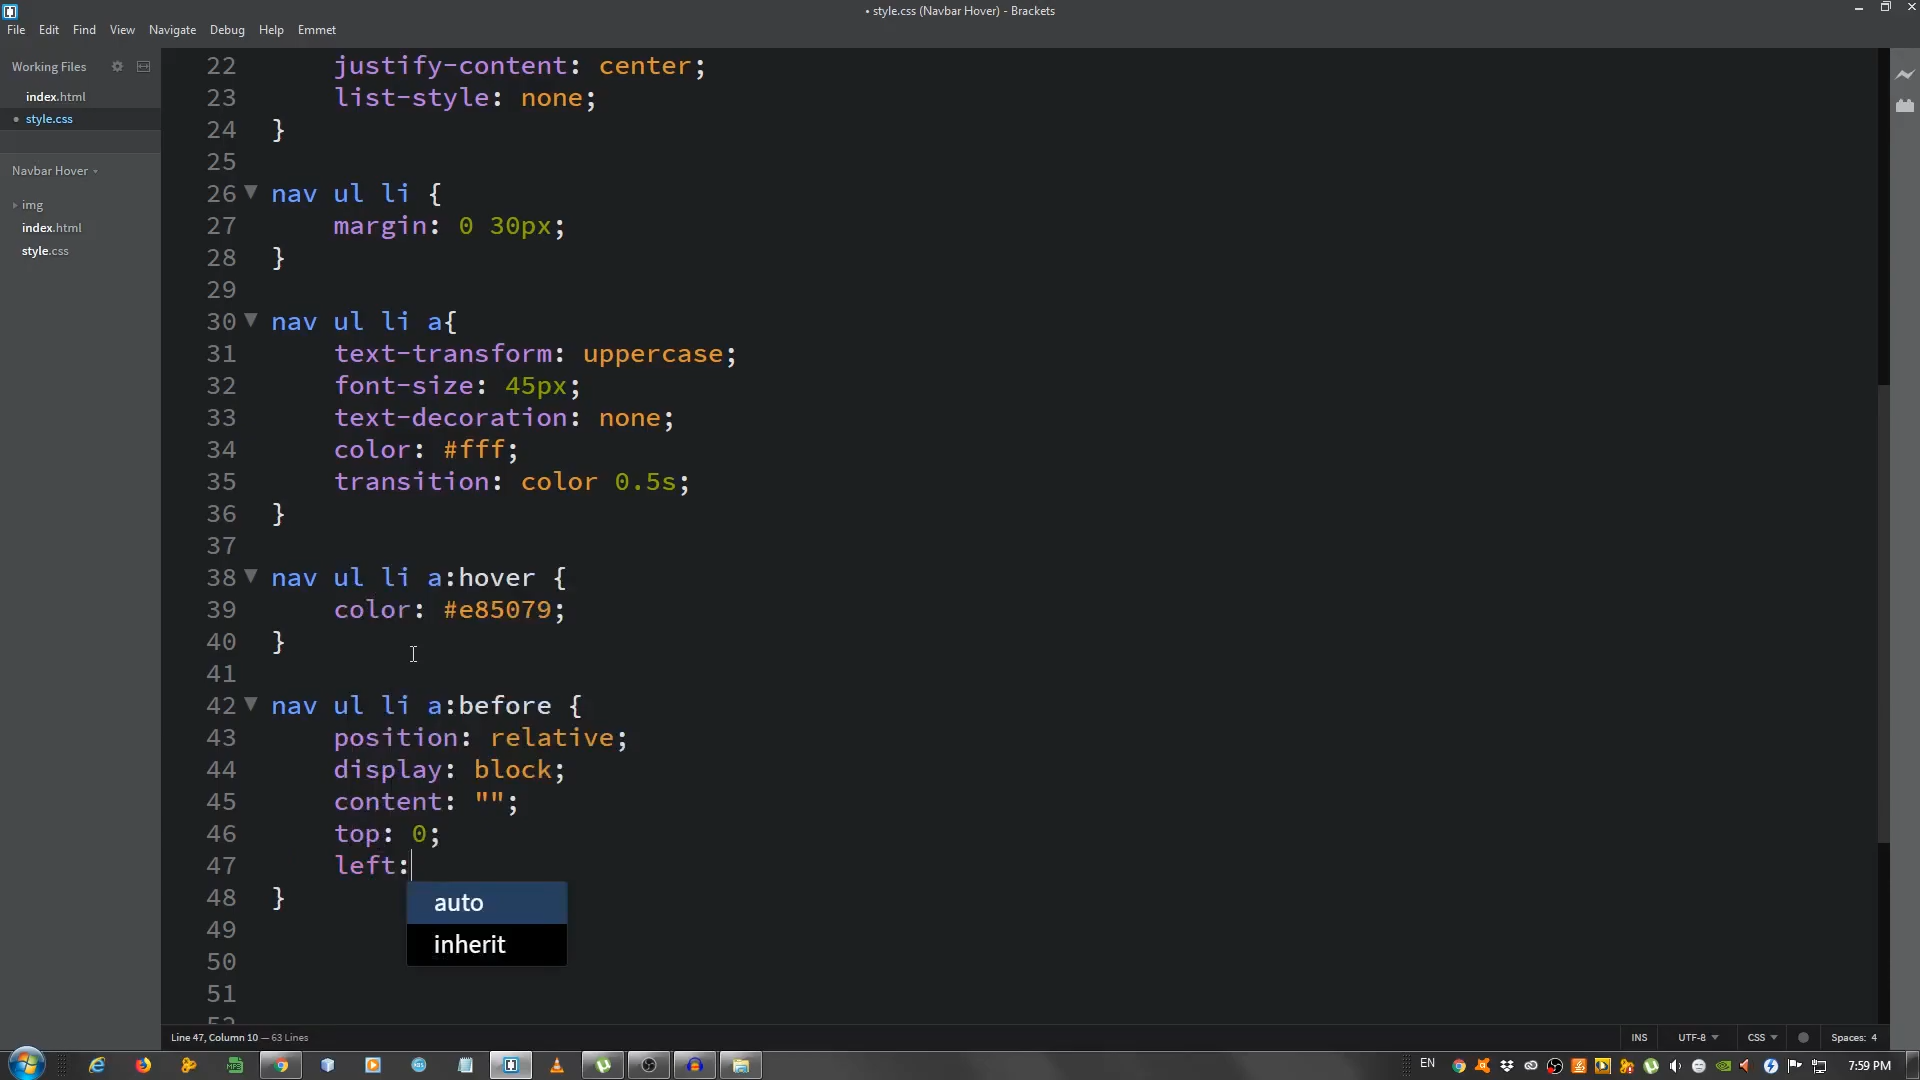 • style.css (Navbar Hover) - Brackets
File Edit Find View Navigate Debug Help Emmet
Working Files
index.html
• style.css
Navbar Hover
img
index.html
style.css
22 justify-content: center;
23 list-style: none;
24 }
25
26 nav ul li {
27 margin: 0 30px;
28 }
29
30 nav ul li a{
31 text-transform: uppercase;
32 font-size: 45px;
33 text-decoration: none;
34 color: #fff;
35 transition: color 0.5s;
36 }
37
38 nav ul li a:hover {
39 color: #e85079;
40 }
41
42 nav ul li a:before {
43 position: relative;
44 display: block;
45 content: "";
46 top: 0;
47 left:
48 }
auto
49
inherit
50
51
52
Line 47, Column 10 — 63 Lines
INS UTF-8 CSS Spaces: 4
EN 7:59 PM